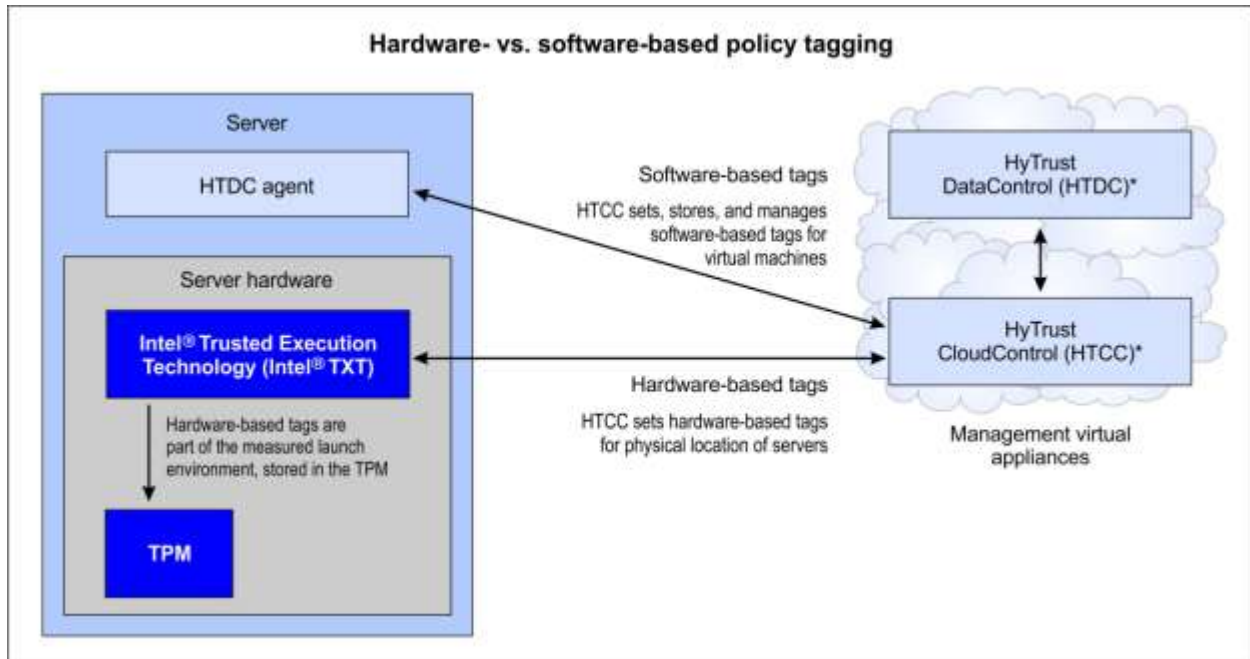 Hardware- vs. software-based policy tagging
Server
HTDC agent
Server hardware
Intel® Trusted Execution
Technology (Intel® TXT)
Hardware-based tags are
part of the measured launch
environment, stored in the TPM
TPM
Software-based tags
HTCC sets, stores, and manages
software-based tags for
virtual machines
Hardware-based tags
HTCC sets hardware-based tags
for physical location of servers
HyTrust
DataControl (HTDC)*
HyTrust
CloudControl (HTCC)*
Management virtual
appliances